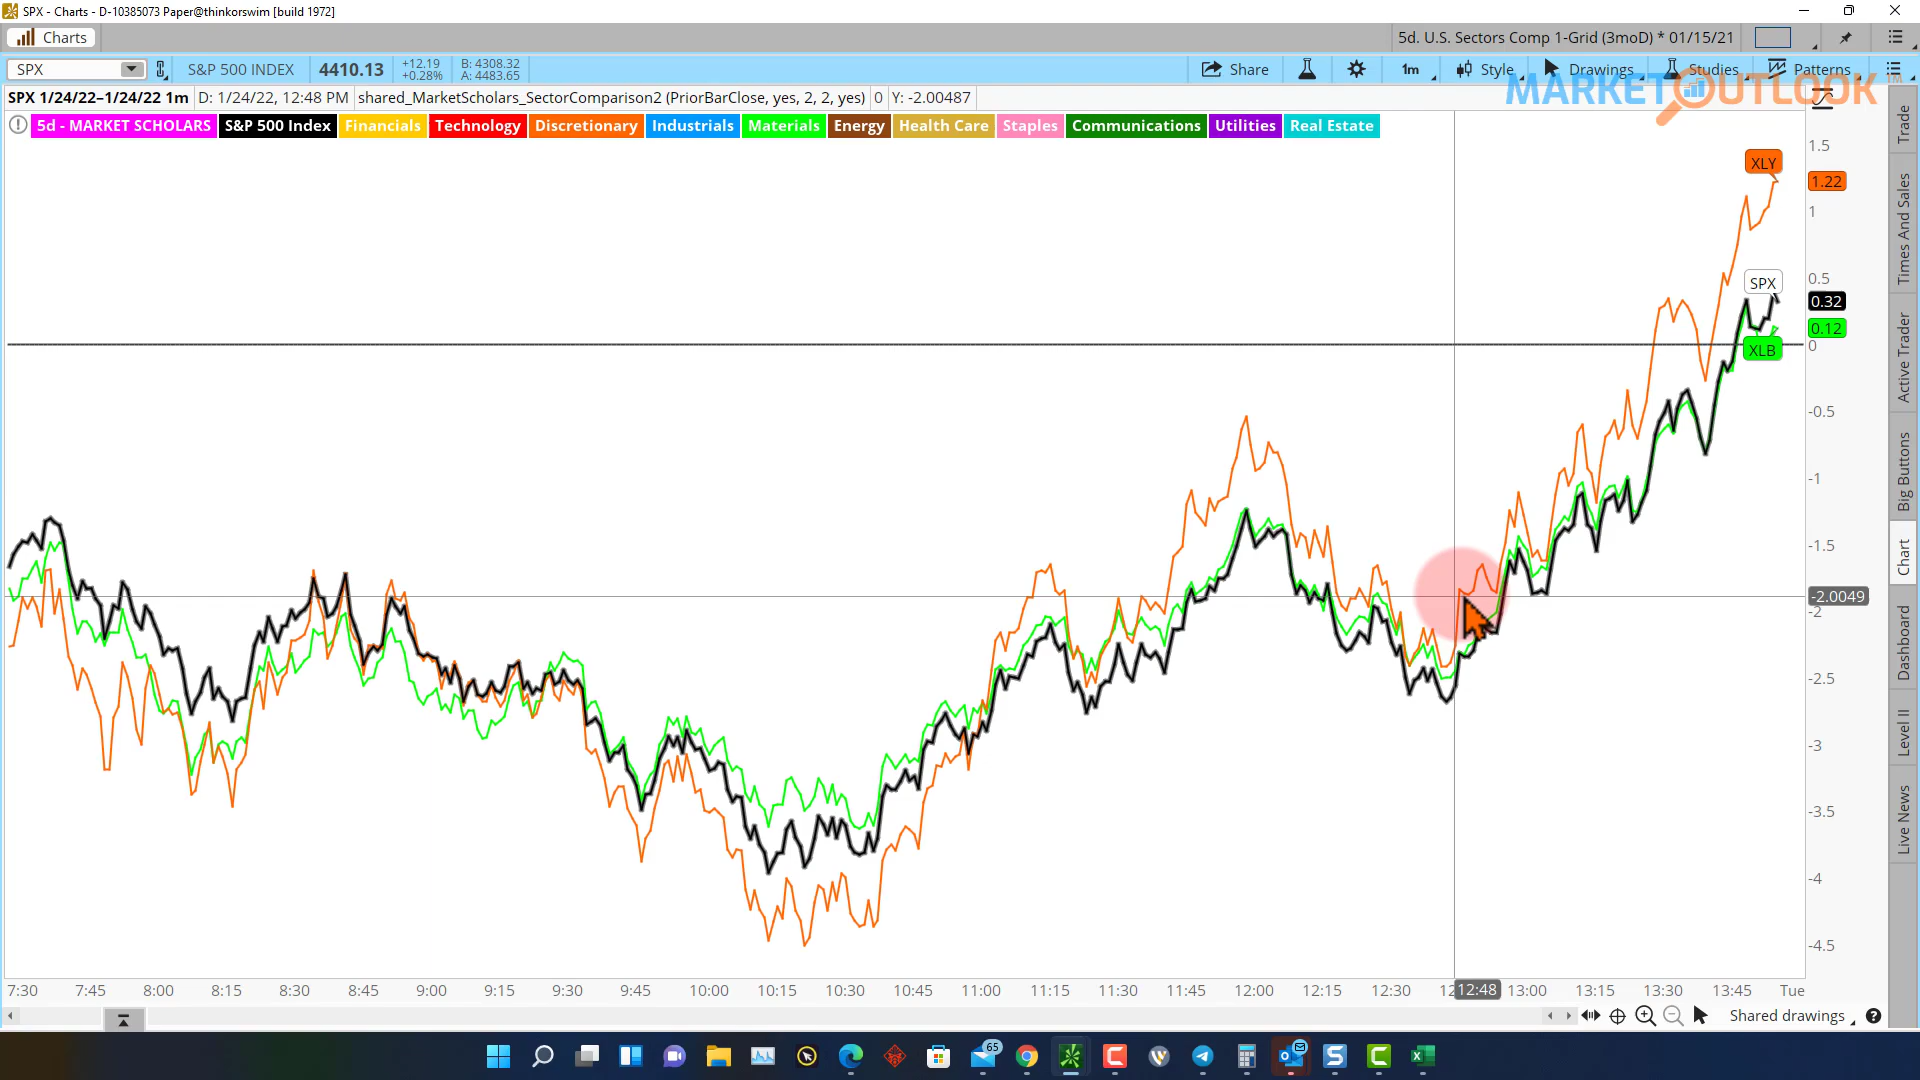 SPX - Charts - D-10385073 Paper@thinkorswim [build 1972]
Charts
5d. U.S. Sectors Comp 1-Grid (3moD) * 01/15/21
SPX S&P 500 INDEX 4410.13 +12.19 +0.28% B: 4308.32 A: 4483.65 Share 1m Style Drawings Studies Patterns
MARKET OUTLOOK
SPX 1/24/22–1/24/22 1m D: 1/24/22, 12:48 PM shared_MarketScholars_SectorComparison2 (PriorBarClose, yes, 2, 2, yes) 0 Y: -2.00487
5d - MARKET SCHOLARS S&P 500 Index Financials Technology Discretionary Industrials Materials Energy Health Care Staples Communications Utilities Real Estate
1.5
XLY
1.22
1
0.5
SPX
0.32
0.12
0
XLB
-0.5
-1
-1.5
-2.0049
-2
-2.5
-3
-3.5
-4
-4.5
Trade
Times And Sales
Active Trader
Big Buttons
Chart
Dashboard
Level II
Live News
7:30 7:45 8:00 8:15 8:30 8:45 9:00 9:15 9:30 9:45 10:00 10:15 10:30 10:45 11:00 11:15 11:30 11:45 12:00 12:15 12:30 12:48 13:00 13:15 13:30 13:45 Tue
Shared drawings
65